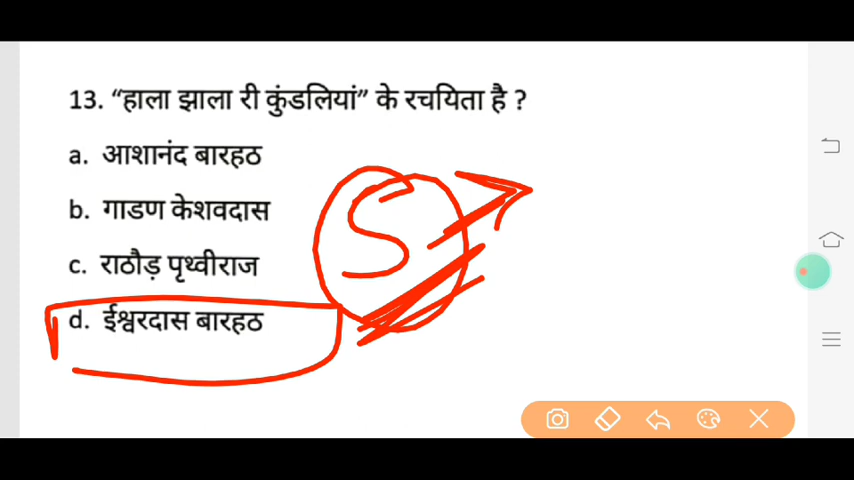 13. “हाला झाला री कुंडलियां” के रचयिता है ?
a. आशानंद बारहठ
b. गाडण केशवदास
c. राठौड़ पृथ्वीराज
d. ईश्वरदास बारहठ
S